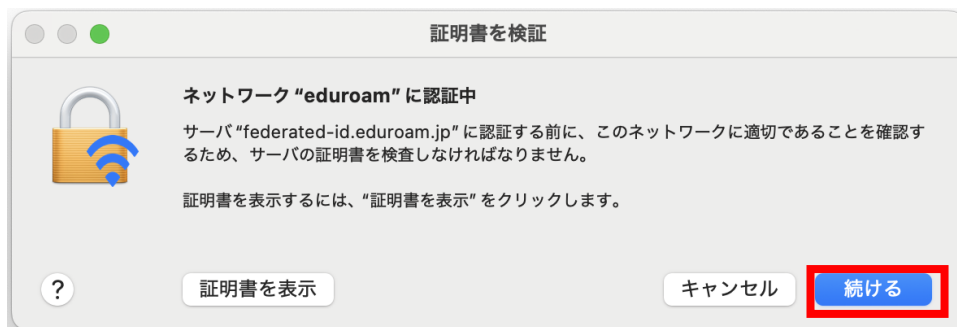 証明書を検証
ネットワーク “eduroam” に認証中
サーバ “federated-id.eduroam.jp” に認証する前に、このネットワークに適切であることを確認す
るため、サーバの証明書を検査しなければなりません。
証明書を表示するには、“証明書を表示” をクリックします。
?
証明書を表示
キャンセル
続ける